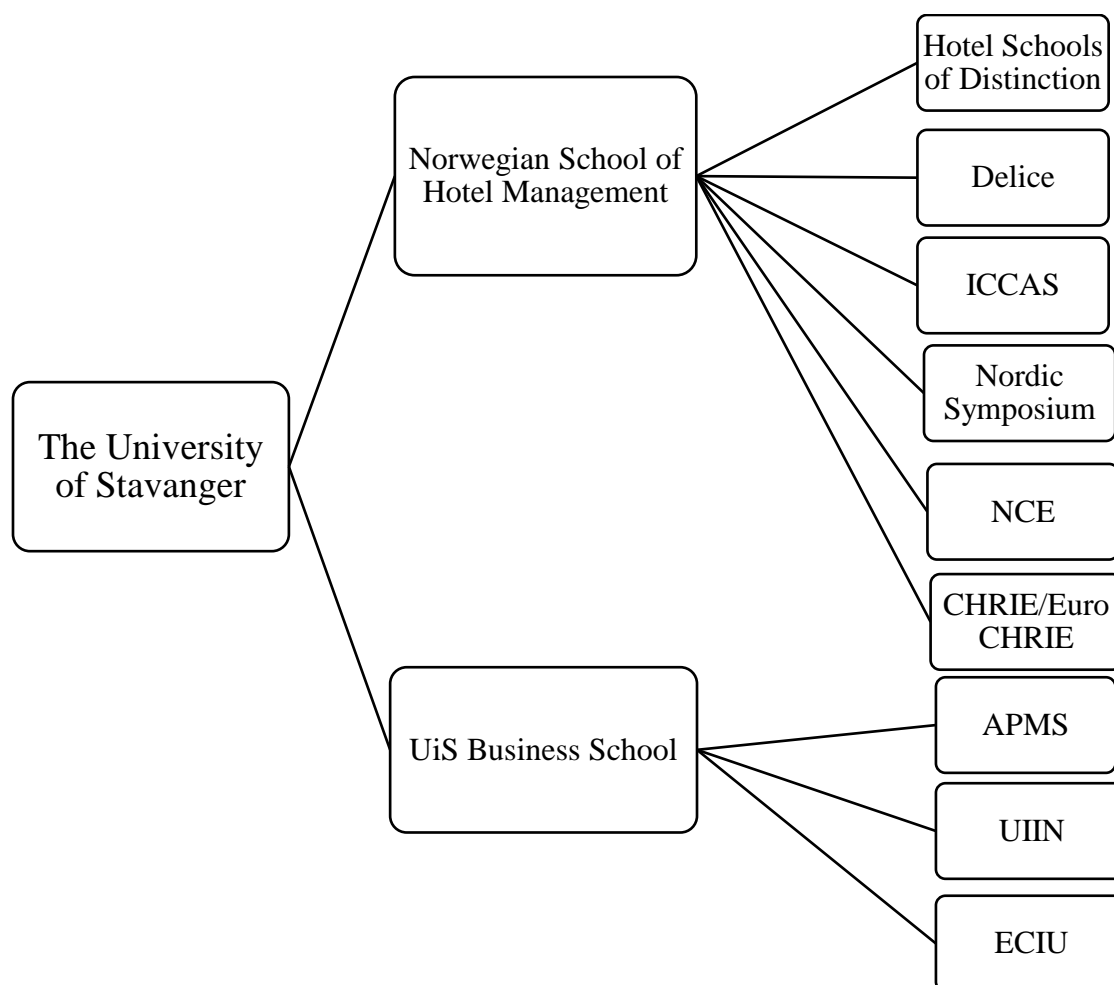 The University
of Stavanger
Norwegian School of
Hotel Management
Hotel Schools
of Distinction
Delice
ICCAS
Nordic
Symposium
NCE
CHRIE/Euro
CHRIE
UiS Business School
APMS
UIIN
ECIU